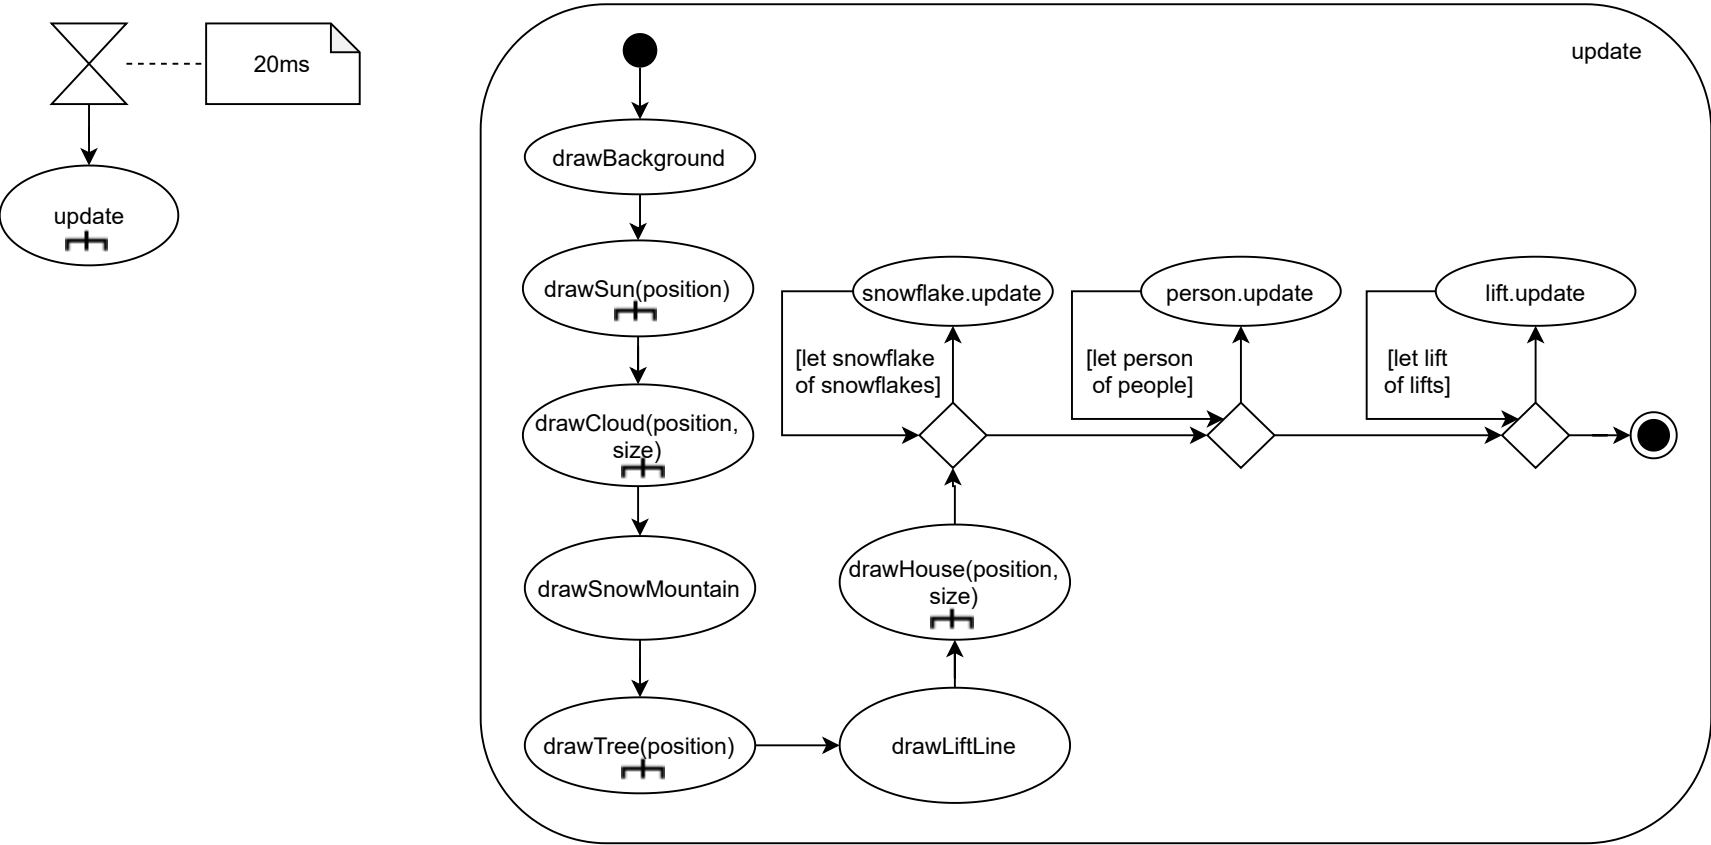 20ms
update
update
drawBackground
drawSun(position)
drawCloud(position,
size)
drawSnowMountain
drawTree(position)
drawLiftLine
drawHouse(position,
size)
snowflake.update
[let snowflake
of snowflakes]
person.update
[let person
of people]
lift.update
[let lift
of lifts]